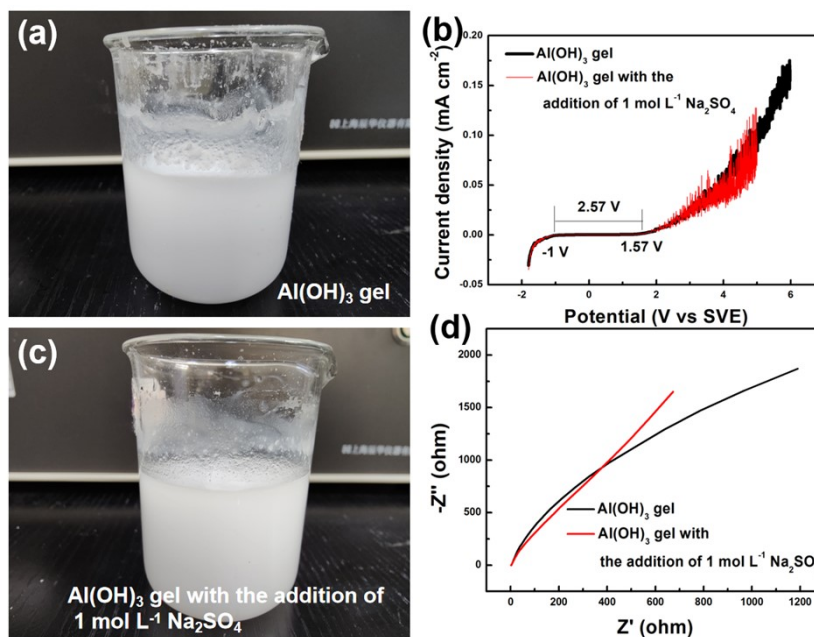 (a)
Al(OH)₃ gel
(b)
Current density (mA cm⁻²)
0.20
0.15
0.10
0.05
0.00
-0.05
Al(OH)₃ gel
Al(OH)₃ gel with the
addition of 1 mol L⁻¹ Na₂SO₄
2.57 V
-1 V
1.57 V
-2
0
2
4
6
Potential (V vs SVE)
(c)
Al(OH)₃ gel with the addition of
1 mol L⁻¹ Na₂SO₄
(d)
-Z'' (ohm)
2000
1500
1000
500
0
Al(OH)₃ gel
Al(OH)₃ gel with
the addition of 1 mol L⁻¹ Na₂SO
0
200
400
600
800
1000
1200
Z' (ohm)